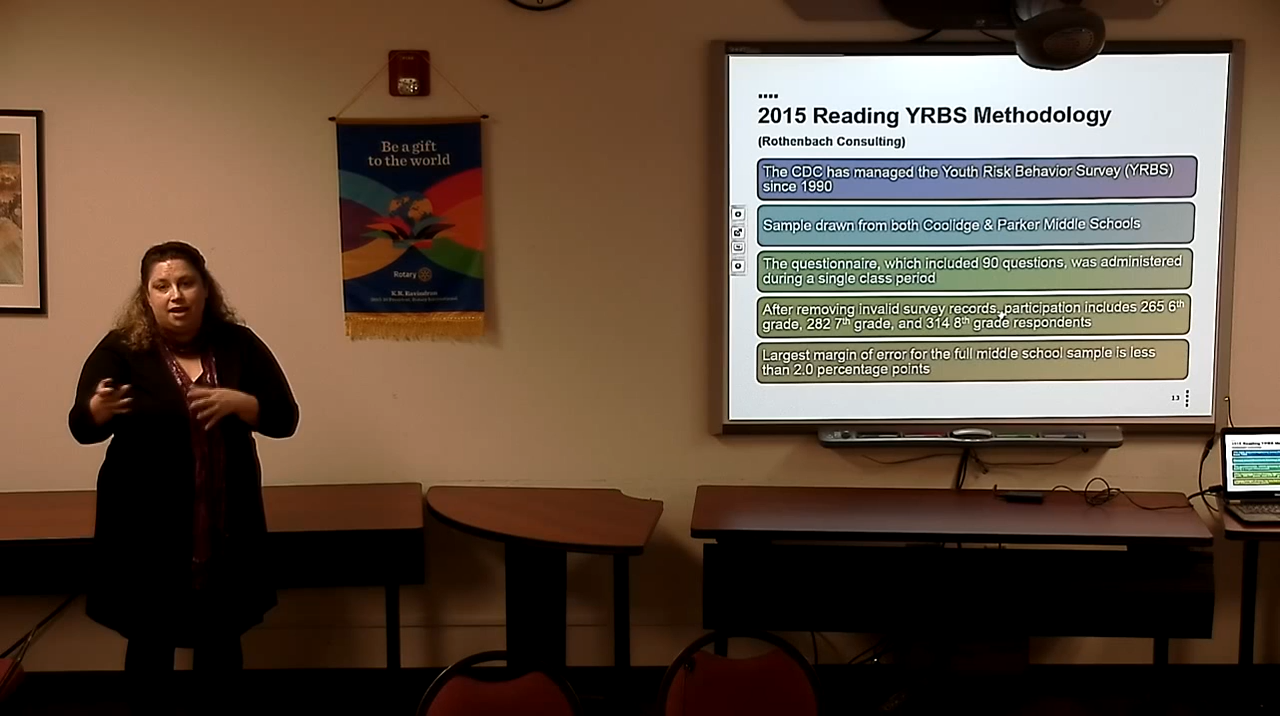 Be a gift
to the world
Rotary
2015 Reading YRBS Methodology
(Rothenbach Consulting)
The CDC has managed the Youth Risk Behavior Survey (YRBS)
since 1990
Sample drawn from both Coolidge & Parker Middle Schools
The questionnaire, which included 90 questions, was administered
during a single class period
After removing invalid survey records, participation includes 265 6th
grade, 282 7th grade, and 314 8th grade respondents
Largest margin of error for the full middle school sample is less
than 2.0 percentage points
13